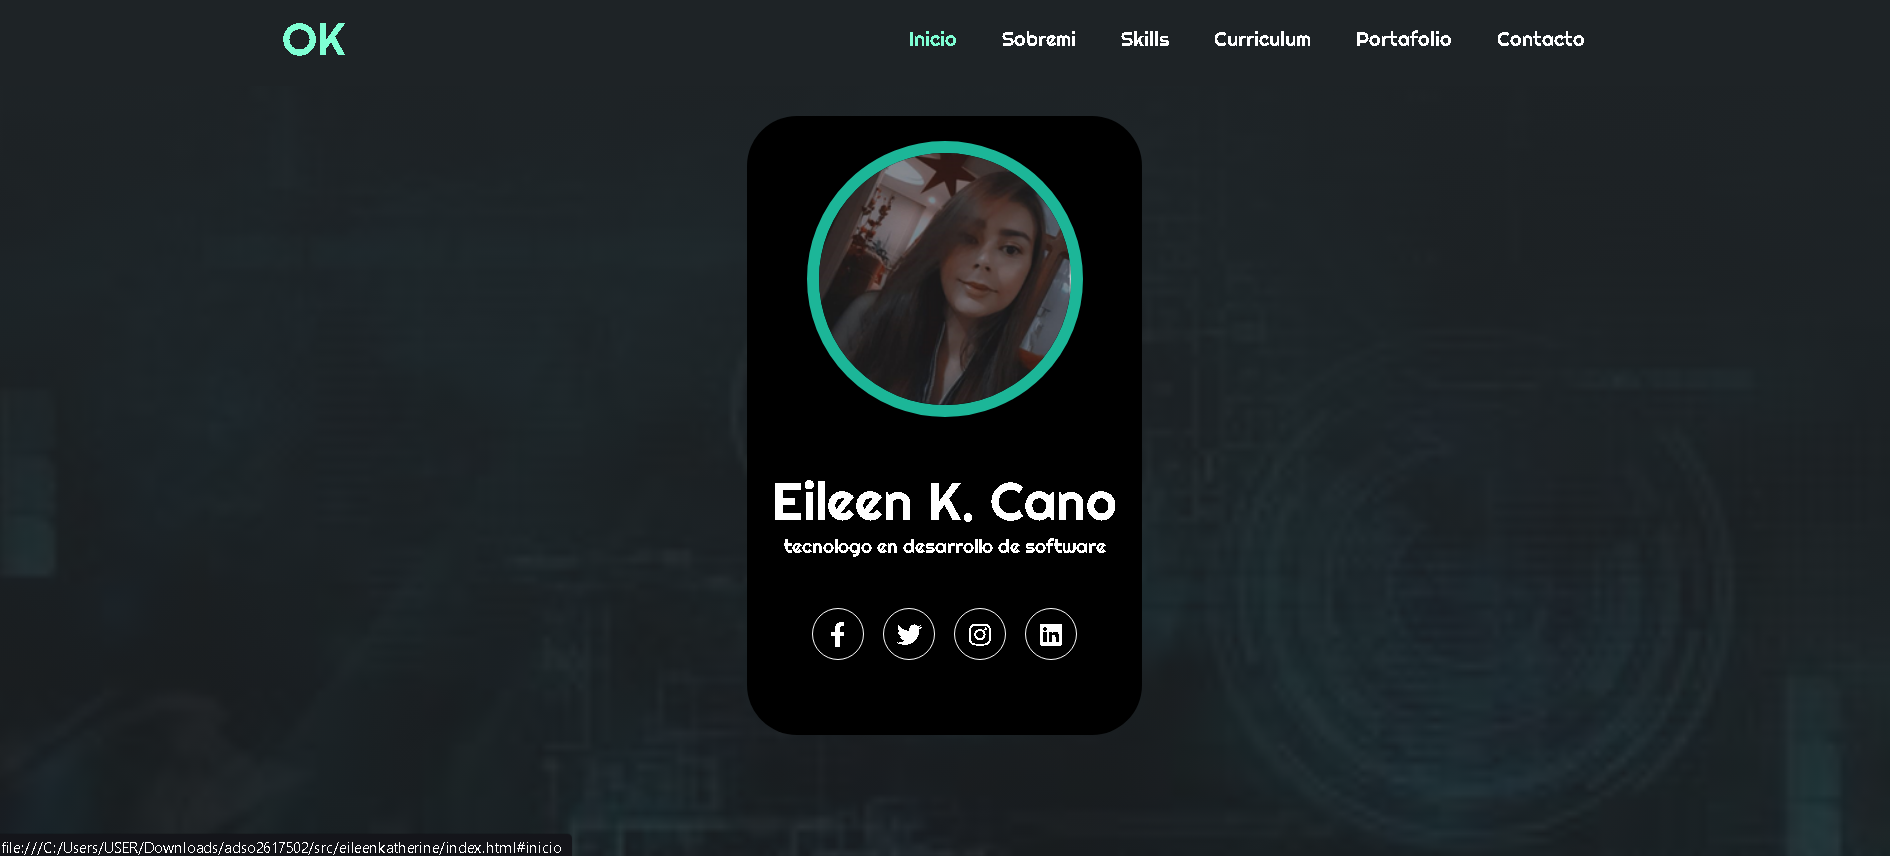 OK
Inicio Sobremi Skills Curriculum Portafolio Contacto
Eileen K. Cano
tecnologo en desarrollo de software
file:///C:/Users/USER/Downloads/adso2617502/src/eileenkatherine/index.html#inicio